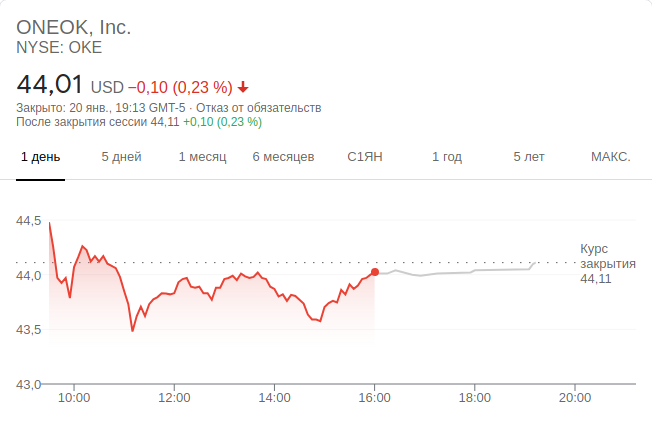 ONEOK, Inc.
NYSE: OKE
44,01 USD −0,10 (0,23 %)
Закрыто: 20 янв., 19:13 GMT-5 · Отказ от обязательств
После закрытия сессии 44,11 +0,10 (0,23 %)
1 день 5 дней 1 месяц 6 месяцев С1ЯН 1 год 5 лет МАКС.
44,5
Курс
закрытия
44,11
44,0
43,5
43,0
10:00 12:00 14:00 16:00 18:00 20:00